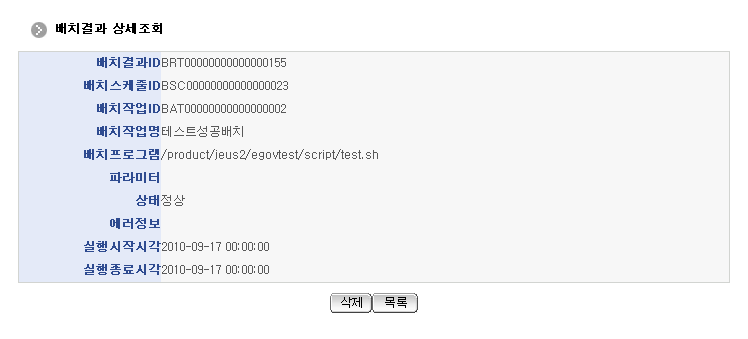 배치결과 상세조회
배치결과ID BRT00000000000000155
배치스케줄ID BSC00000000000000023
배치작업ID BAT00000000000000002
배치작업명 테스트성공배치
배치프로그램 /product/jeus2/egovtest/script/test.sh
파라미터
상태 정상
에러정보
실행시작시각 2010-09-17 00:00:00
실행종료시각 2010-09-17 00:00:00
삭제 목록